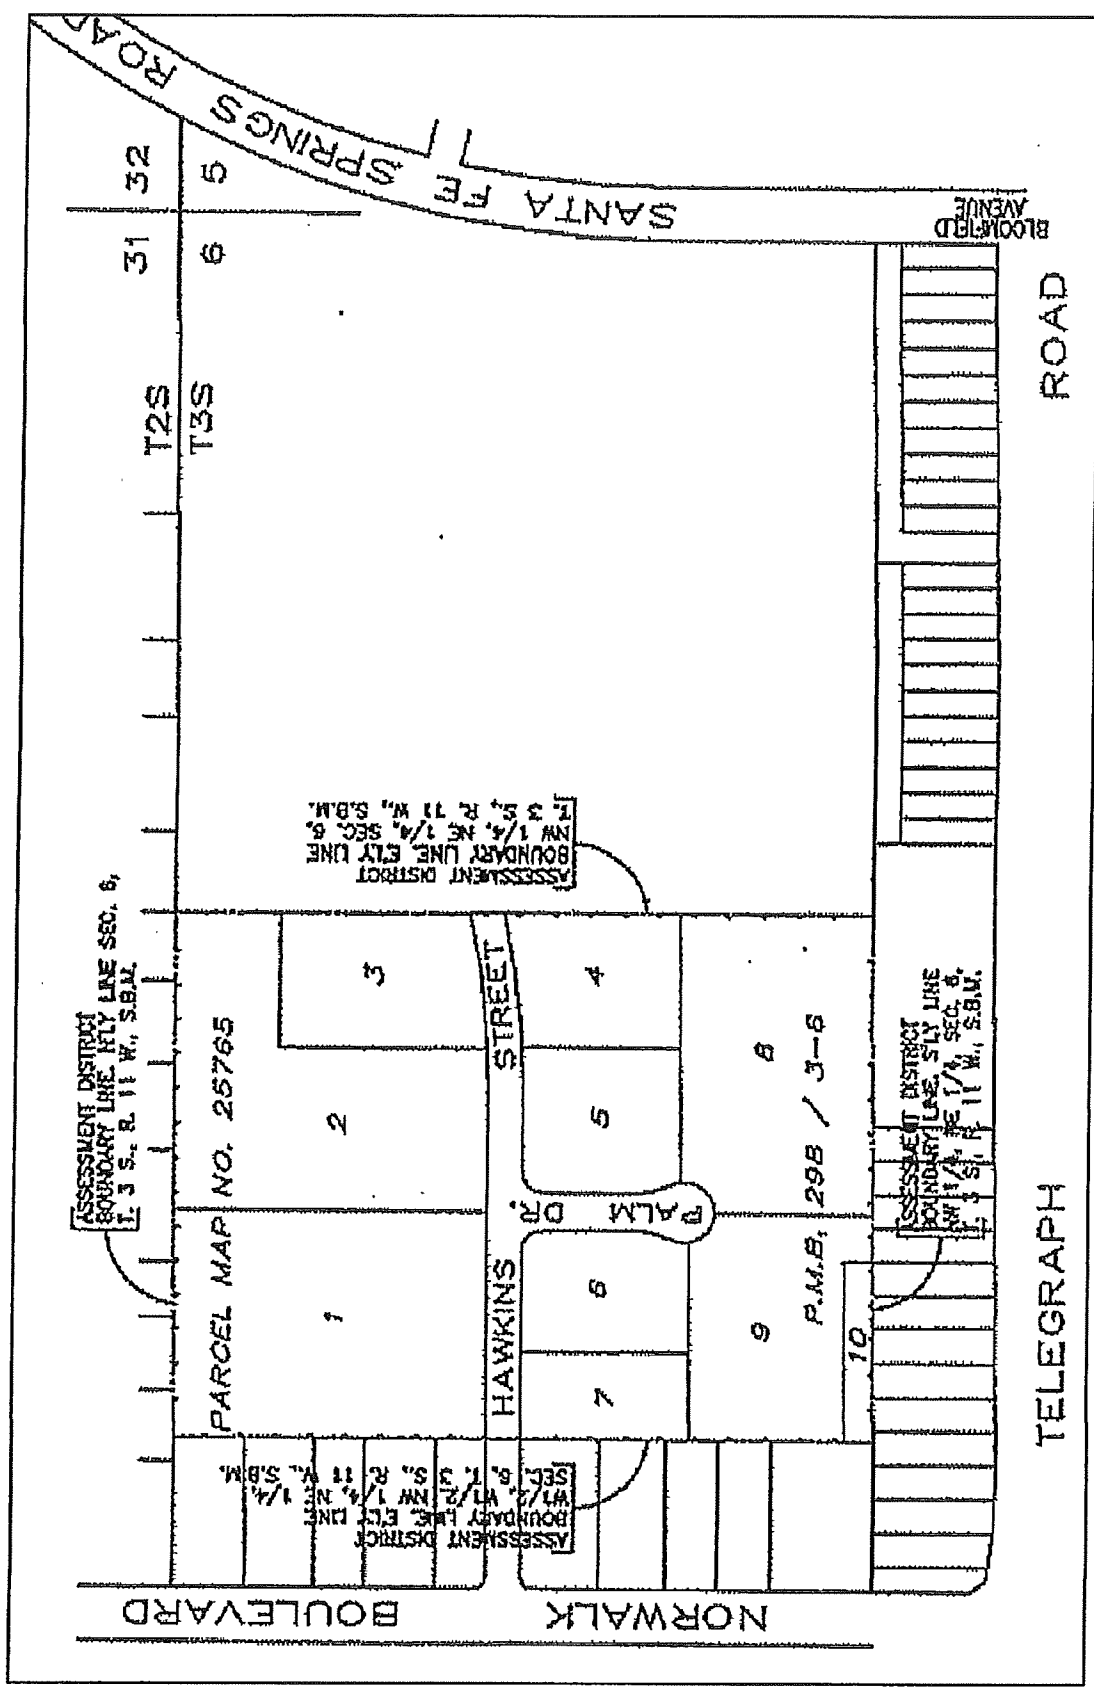 ASSESSMENT DISTRICT
BOUNDARY LINE, N'LY LINE SEC. 6,
T. 3 S., R. 11 W., S.B.M.
T2S
T3S
31
32
6
5
SANTA FE SPRINGS ROAD
PARCEL MAP NO. 25765
1
2
3
ASSESSMENT DISTRICT
BOUNDARY LINE, E'LY LINE
NW 1/4, NE 1/4, SEC. 6,
T. 3 S., R. 11 W., S.B.M.
BOULEVARD
NORWALK
ASSESSMENT DISTRICT
BOUNDARY LINE, E'LY LINE
W1/2, W1/2, NW 1/4, NE 1/4,
SEC. 6, T. 3 S., R. 11 W., S.B.M.
HAWKINS
STREET
PALM
DR.
7
6
5
4
9
8
10
P.M.B. 298 / 3-6
ASSESSMENT DISTRICT
BOUNDARY LINE, S'LY LINE
NW 1/4, NE 1/4, SEC. 6,
T. 3 S., R. 11 W., S.B.M.
BLOOMFIELD
AVENUE
TELEGRAPH
ROAD